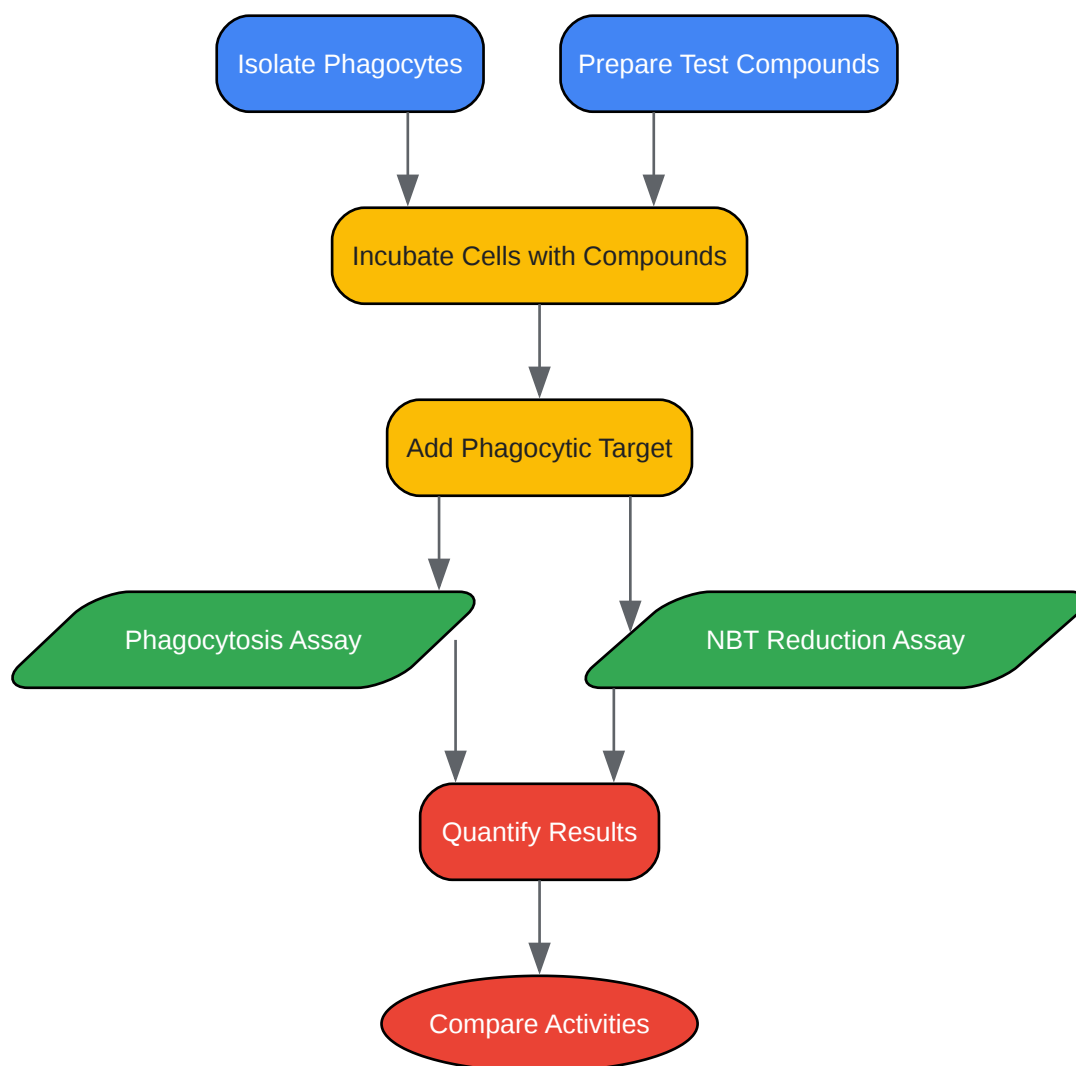 Isolate Phagocytes
Prepare Test Compounds
Incubate Cells with Compounds
Add Phagocytic Target
Phagocytosis Assay
NBT Reduction Assay
Quantify Results
Compare Activities